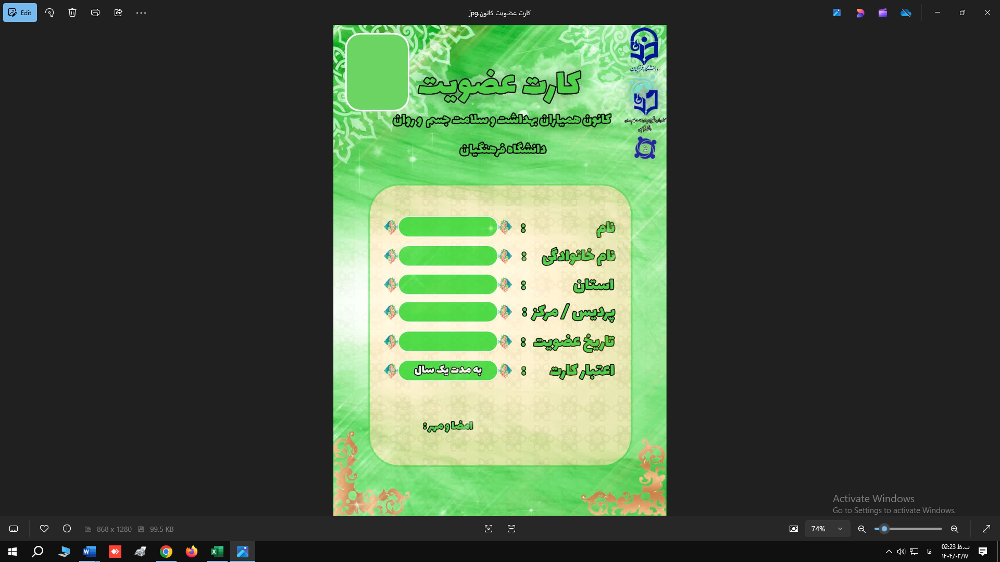 Edit
کارت عضویت کانون.jpg
دانشگاه فرهنگیان
کارت عضویت
کانون همیاران بهداشت و سلامت جسم و روان
دانشگاه فرهنگیان
نام :
نام خانوادگی :
استان :
پردیس / مرکز :
تاریخ عضویت :
اعتبار کارت : به مدت یک سال
امضا و مهر :
Activate Windows
Go to Settings to activate Windows.
868 x 1280 99.5 KB
74%
فا
02:23 ب.ظ
۱۴۰۴/۰۲/۱۷